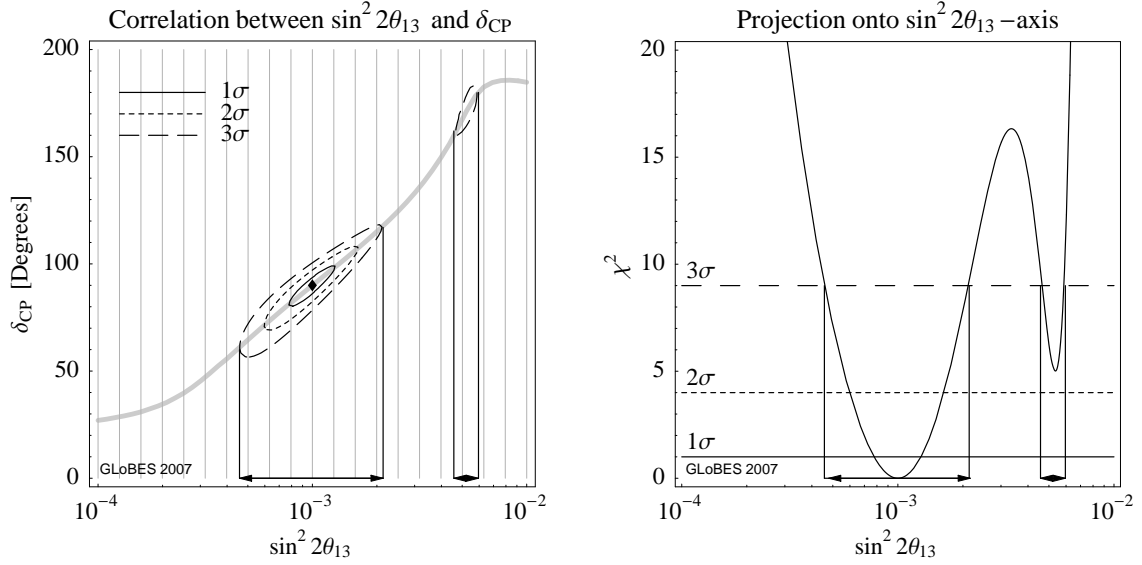 Correlation between sin² 2θ₁₃ and δ_CP
200
150
100
50
0
δ_CP [Degrees]
1σ
2σ
3σ
GLoBES 2007
10⁻⁴
10⁻³
10⁻²
sin² 2θ₁₃
Projection onto sin² 2θ₁₃ –axis
20
15
10
5
0
χ²
3σ
2σ
1σ
GLoBES 2007
10⁻⁴
10⁻³
10⁻²
sin² 2θ₁₃